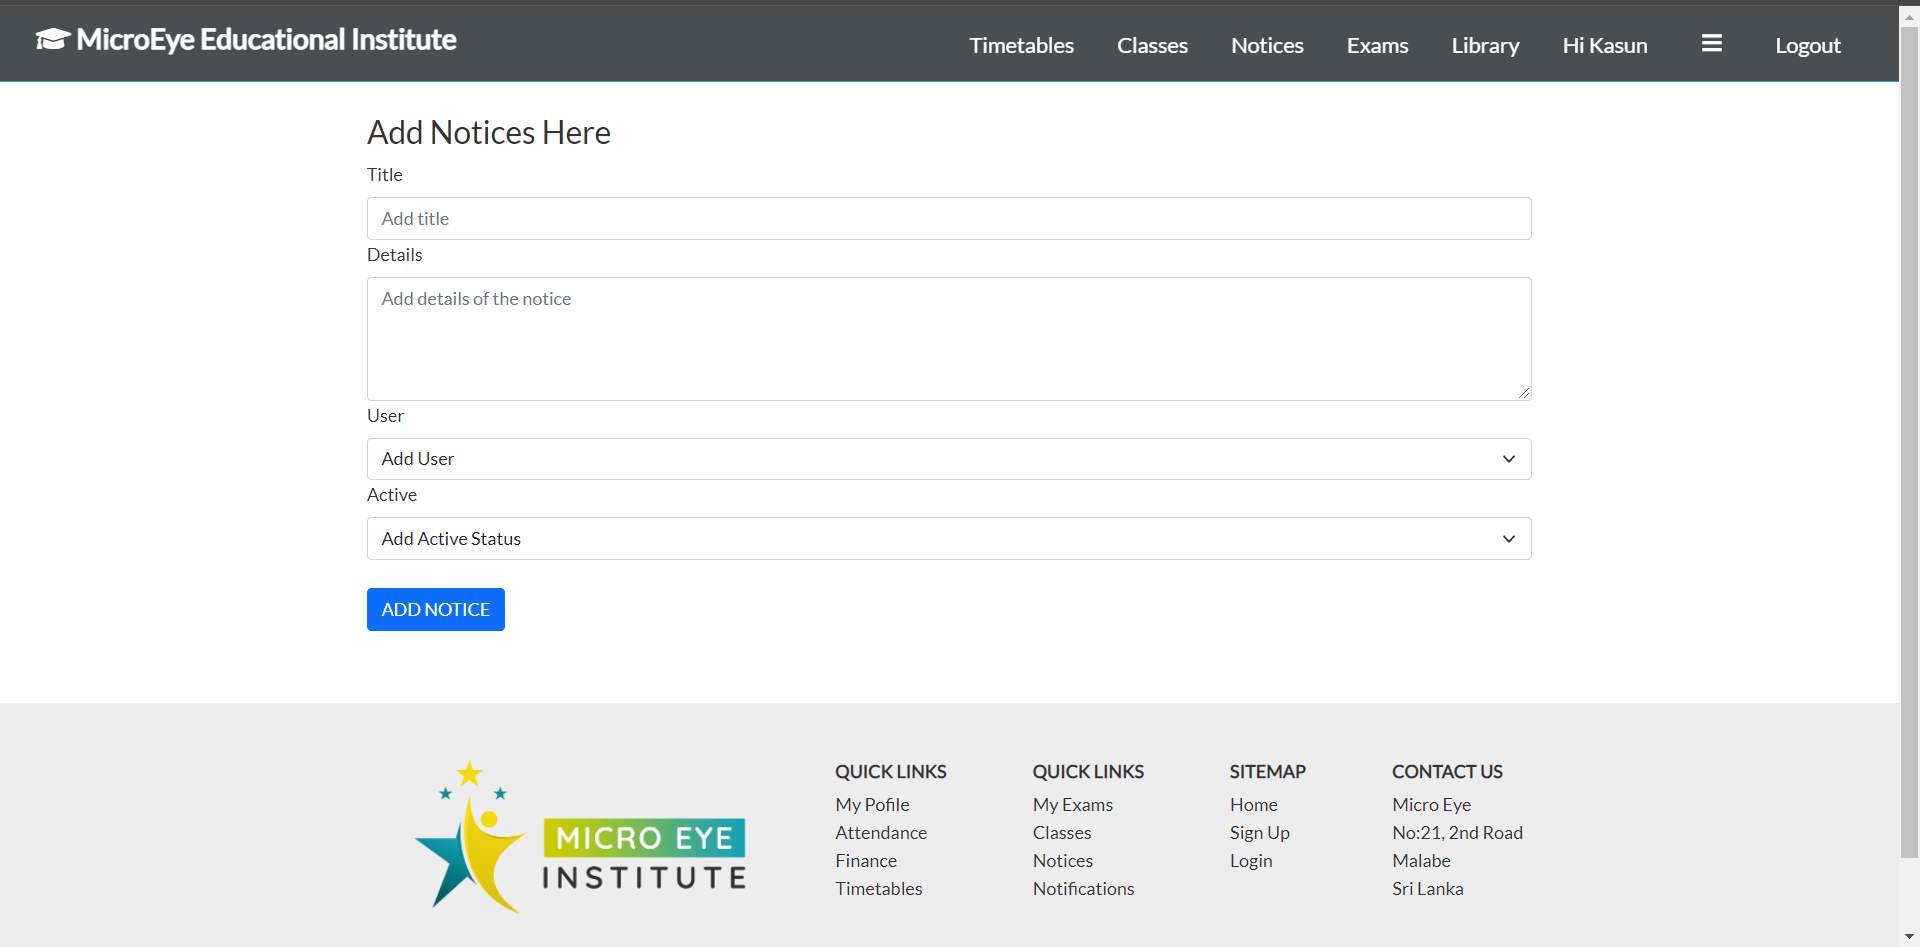 MicroEye Educational Institute
Timetables
Classes
Notices
Exams
Library
Hi Kasun
Logout
Add Notices Here
Title
Add title
Details
Add details of the notice
User
Add User
Active
Add Active Status
ADD NOTICE
MICRO EYE
INSTITUTE
QUICK LINKS
My Pofile
Attendance
Finance
Timetables
QUICK LINKS
My Exams
Classes
Notices
Notifications
SITEMAP
Home
Sign Up
Login
CONTACT US
Micro Eye
No:21, 2nd Road
Malabe
Sri Lanka